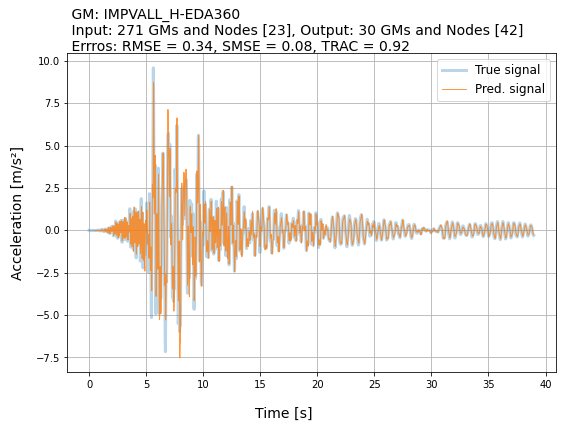 GM: IMPVALL_H-EDA360
Input: 271 GMs and Nodes [23], Output: 30 GMs and Nodes [42]
Errros: RMSE = 0.34, SMSE = 0.08, TRAC = 0.92
True signal
Pred. signal
10.0
7.5
5.0
2.5
0.0
−2.5
−5.0
−7.5
Acceleration [m/s²]
0 5 10 15 20 25 30 35 40
Time [s]